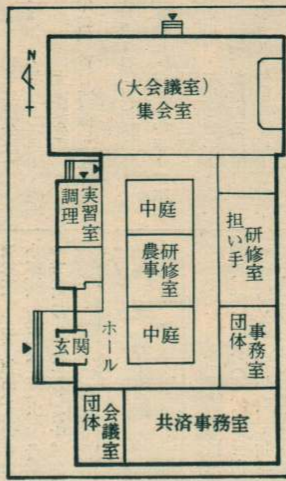 N
(大会議室)
集会室
調理
実習室
中庭
農事
研修室
中庭
担い手
研修室
ホール
玄関
団体
事務室
団体
会議室
共済事務室